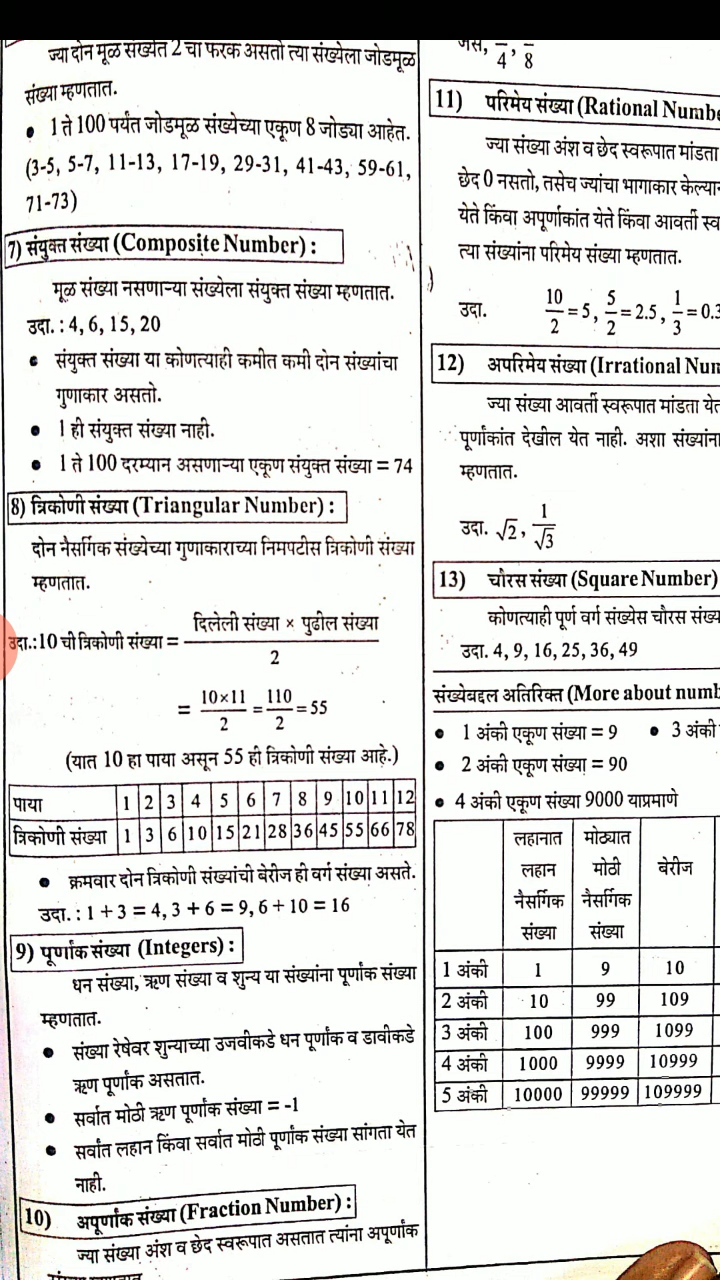 ज्या दोन मूळ संख्येत 2 चा फरक असतो त्या संख्येला जोडमूळ
संख्या म्हणतात.
• 1 ते 100 पर्यंत जोडमूळ संख्येच्या एकूण 8 जोड्या आहेत.
(3-5, 5-7, 11-13, 17-19, 29-31, 41-43, 59-61,
71-73)
7) संयुक्त संख्या (Composite Number) :
मूळ संख्या नसणाऱ्या संख्येला संयुक्त संख्या म्हणतात.
उदा. : 4, 6, 15, 20
• संयुक्त संख्या या कोणत्याही कमीत कमी दोन संख्यांचा
गुणाकार असतो.
• 1 ही संयुक्त संख्या नाही.
• 1 ते 100 दरम्यान असणाऱ्या एकूण संयुक्त संख्या = 74
8) त्रिकोणी संख्या (Triangular Number) :
दोन नैसर्गिक संख्येच्या गुणाकाराच्या निमपटीस त्रिकोणी संख्या
म्हणतात.
उदा.:10 ची त्रिकोणी संख्या = दिलेली संख्या × पुढील संख्या / 2
= 10×11 / 2 = 110 / 2 = 55
(यात 10 हा पाया असून 55 ही त्रिकोणी संख्या आहे.)
पाया 1 2 3 4 5 6 7 8 9 10 11 12
त्रिकोणी संख्या 1 3 6 10 15 21 28 36 45 55 66 78
• क्रमवार दोन त्रिकोणी संख्यांची बेरीज ही वर्ग संख्या असते.
उदा. : 1 + 3 = 4, 3 + 6 = 9, 6 + 10 = 16
9) पूर्णांक संख्या (Integers) :
धन संख्या, ऋण संख्या व शुन्य या संख्यांना पूर्णांक संख्या
म्हणतात.
• संख्या रेषेवर शुन्याच्या उजवीकडे धन पूर्णांक व डावीकडे
ऋण पूर्णांक असतात.
• सर्वात मोठी ऋण पूर्णांक संख्या = -1
• सर्वात लहान किंवा सर्वात मोठी पूर्णांक संख्या सांगता येत
नाही.
10) अपूर्णांक संख्या (Fraction Number) :
ज्या संख्या अंश व छेद स्वरूपात असतात त्यांना अपूर्णांक
4, 8
11) परिमेय संख्या (Rational Numbe
ज्या संख्या अंश व छेद स्वरूपात मांडता
छेद 0 नसतो, तसेच ज्यांचा भागाकार केल्या
येते किंवा अपूर्णाकांत येते किंवा आवर्ती स्व
त्या संख्यांना परिमेय संख्या म्हणतात.
उदा. 10/2 = 5, 5/2 = 2.5, 1/3 = 0.3
12) अपरिमेय संख्या (Irrational Num
ज्या संख्या आवर्ती स्वरूपात मांडता येत
पूर्णांकांत देखील येत नाही. अशा संख्यांना
म्हणतात.
उदा. √2, 1/√3
13) चौरस संख्या (Square Number)
कोणत्याही पूर्ण वर्ग संख्येस चौरस संख्य
उदा. 4, 9, 16, 25, 36, 49
संख्येबद्दल अतिरिक्त (More about numb
• 1 अंकी एकूण संख्या = 9 • 3 अंकी
• 2 अंकी एकूण संख्या = 90
• 4 अंकी एकूण संख्या 9000 याप्रमाणे
लहानात मोठ्यात
लहान मोठी बेरीज
नैसर्गिक नैसर्गिक
संख्या संख्या
1 अंकी 1 9 10
2 अंकी 10 99 109
3 अंकी 100 999 1099
4 अंकी 1000 9999 10999
5 अंकी 10000 99999 109999